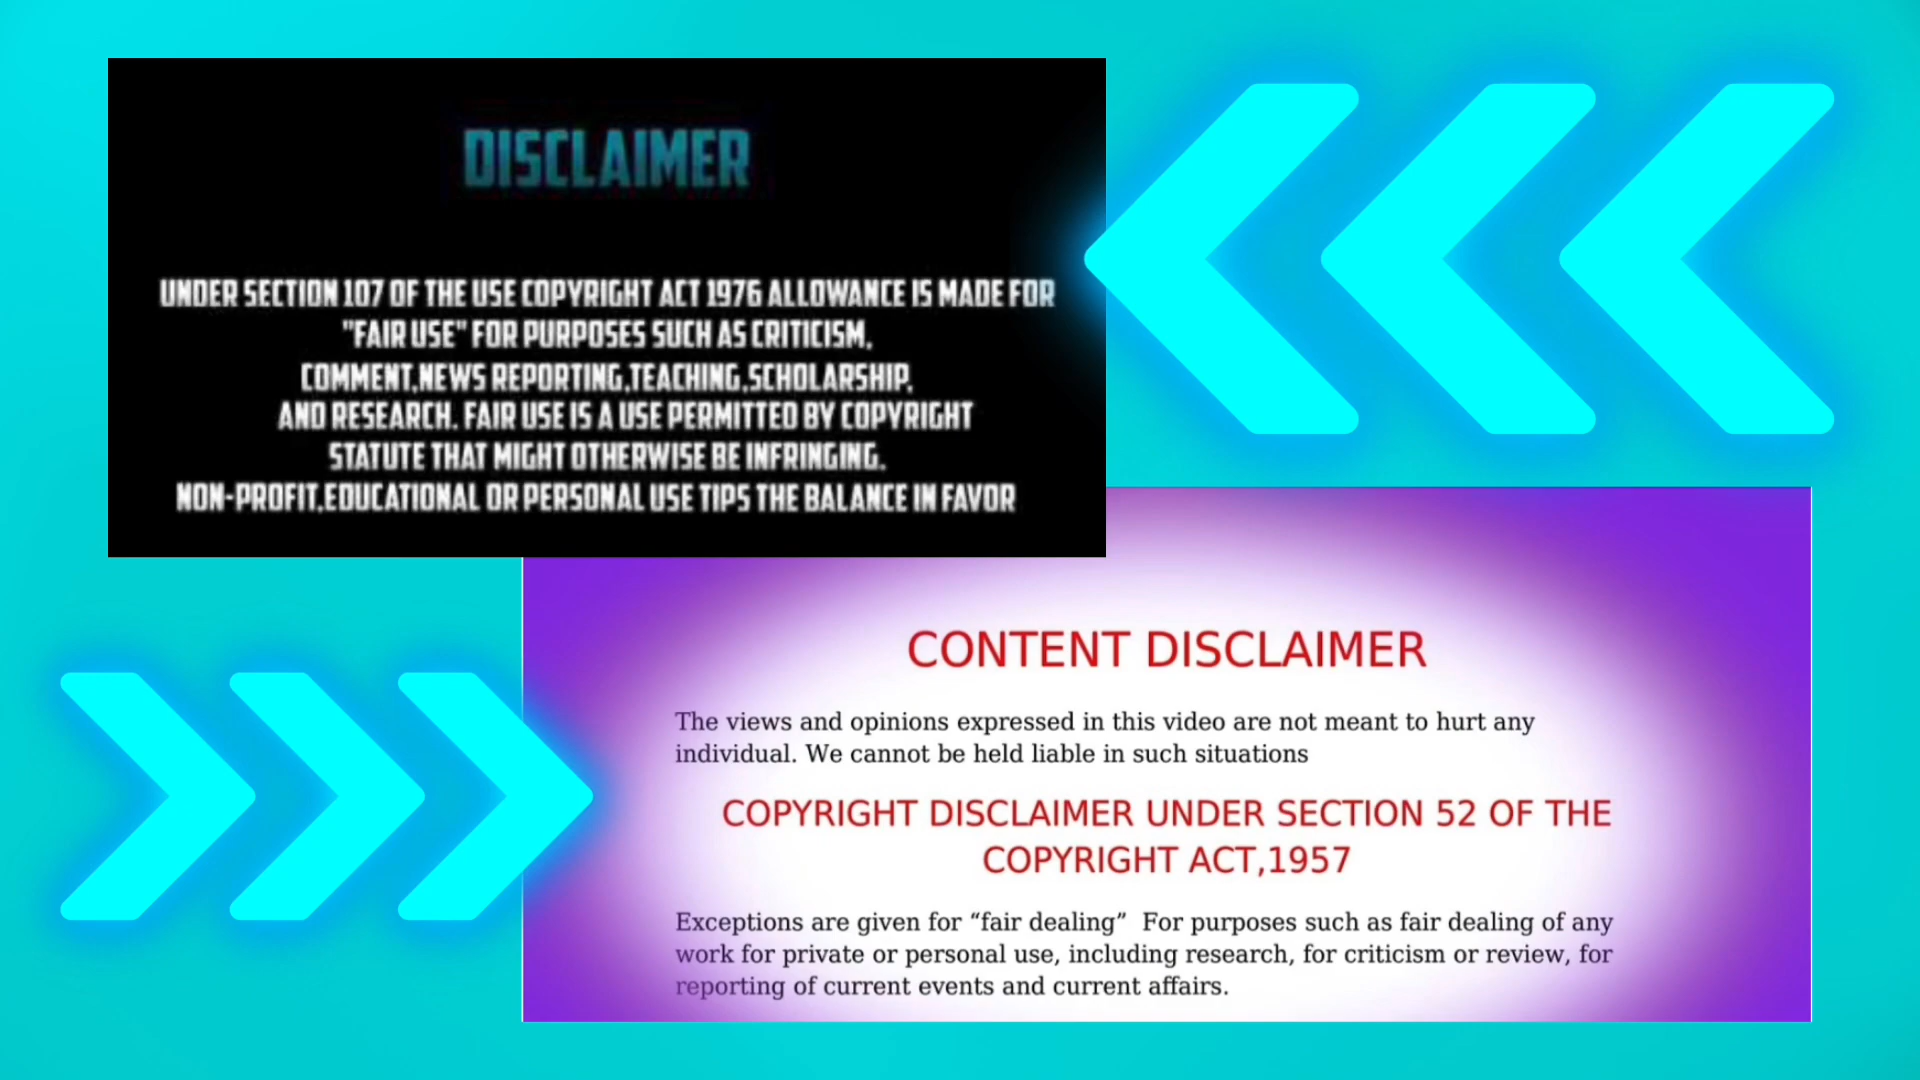 DISCLAIMER
UNDER SECTION 107 OF THE USE COPYRIGHT ACT 1976 ALLOWANCE IS MADE FOR
"FAIR USE" FOR PURPOSES SUCH AS CRITICISM,
COMMENT,NEWS REPORTING,TEACHING,SCHOLARSHIP,
AND RESEARCH. FAIR USE IS A USE PERMITTED BY COPYRIGHT
STATUTE THAT MIGHT OTHERWISE BE INFRINGING.
NON-PROFIT,EDUCATIONAL OR PERSONAL USE TIPS THE BALANCE IN FAVOR
CONTENT DISCLAIMER
The views and opinions expressed in this video are not meant to hurt any
individual. We cannot be held liable in such situations
COPYRIGHT DISCLAIMER UNDER SECTION 52 OF THE
COPYRIGHT ACT,1957
Exceptions are given for “fair dealing”  For purposes such as fair dealing of any
work for private or personal use, including research, for criticism or review, for
reporting of current events and current affairs.